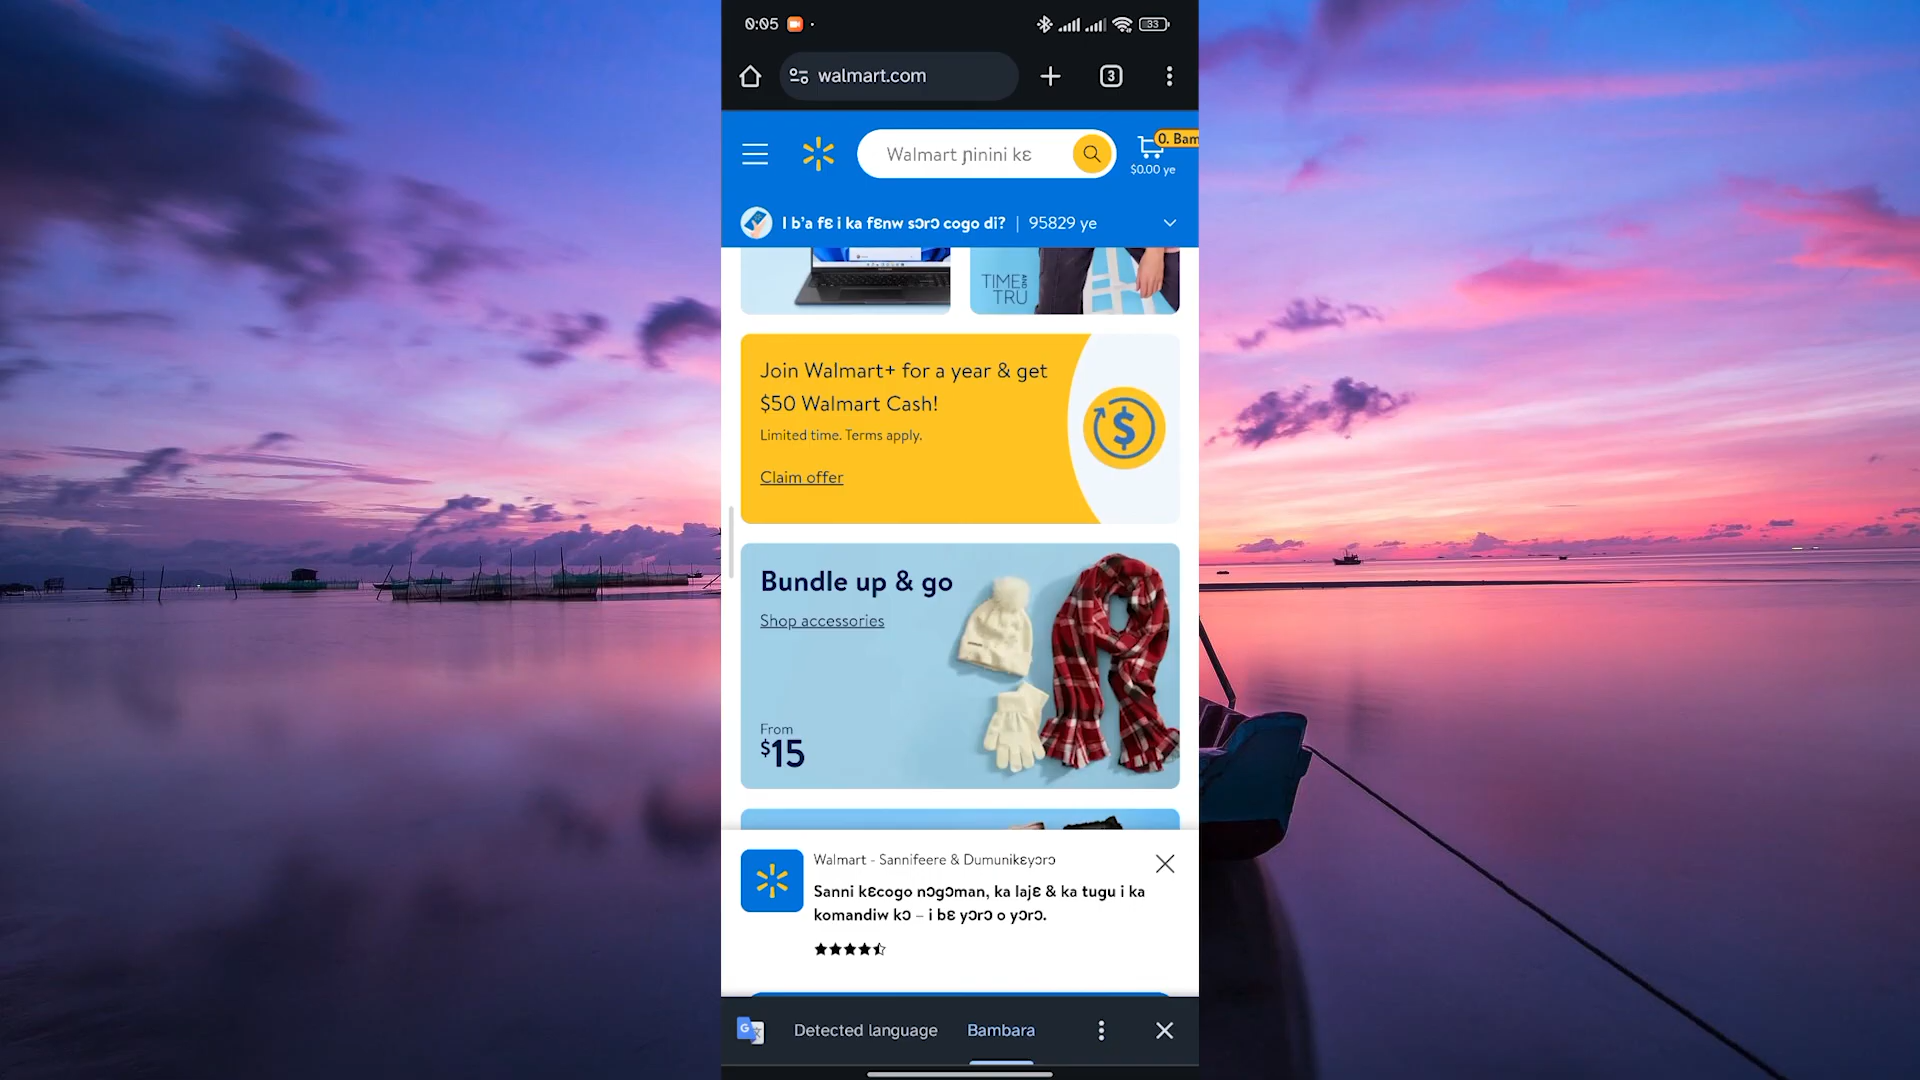 0:05
33
walmart.com
3
Walmart ɲinini kɛ
0. Bam
$0.00 ye
I b'a fɛ i ka fɛnw sɔrɔ cogo di? | 95829 ye
TIME AND TRU
Join Walmart+ for a year & get
$50 Walmart Cash!
Limited time. Terms apply.
Claim offer
Bundle up & go
Shop accessories
From
$15
Walmart - Sannifeere & Dumunikɛyɔrɔ
Sanni kɛcogo nɔgɔman, ka lajɛ & ka tugu i ka
komandiw kɔ – i bɛ yɔrɔ o yɔrɔ.
Detected language
Bambara